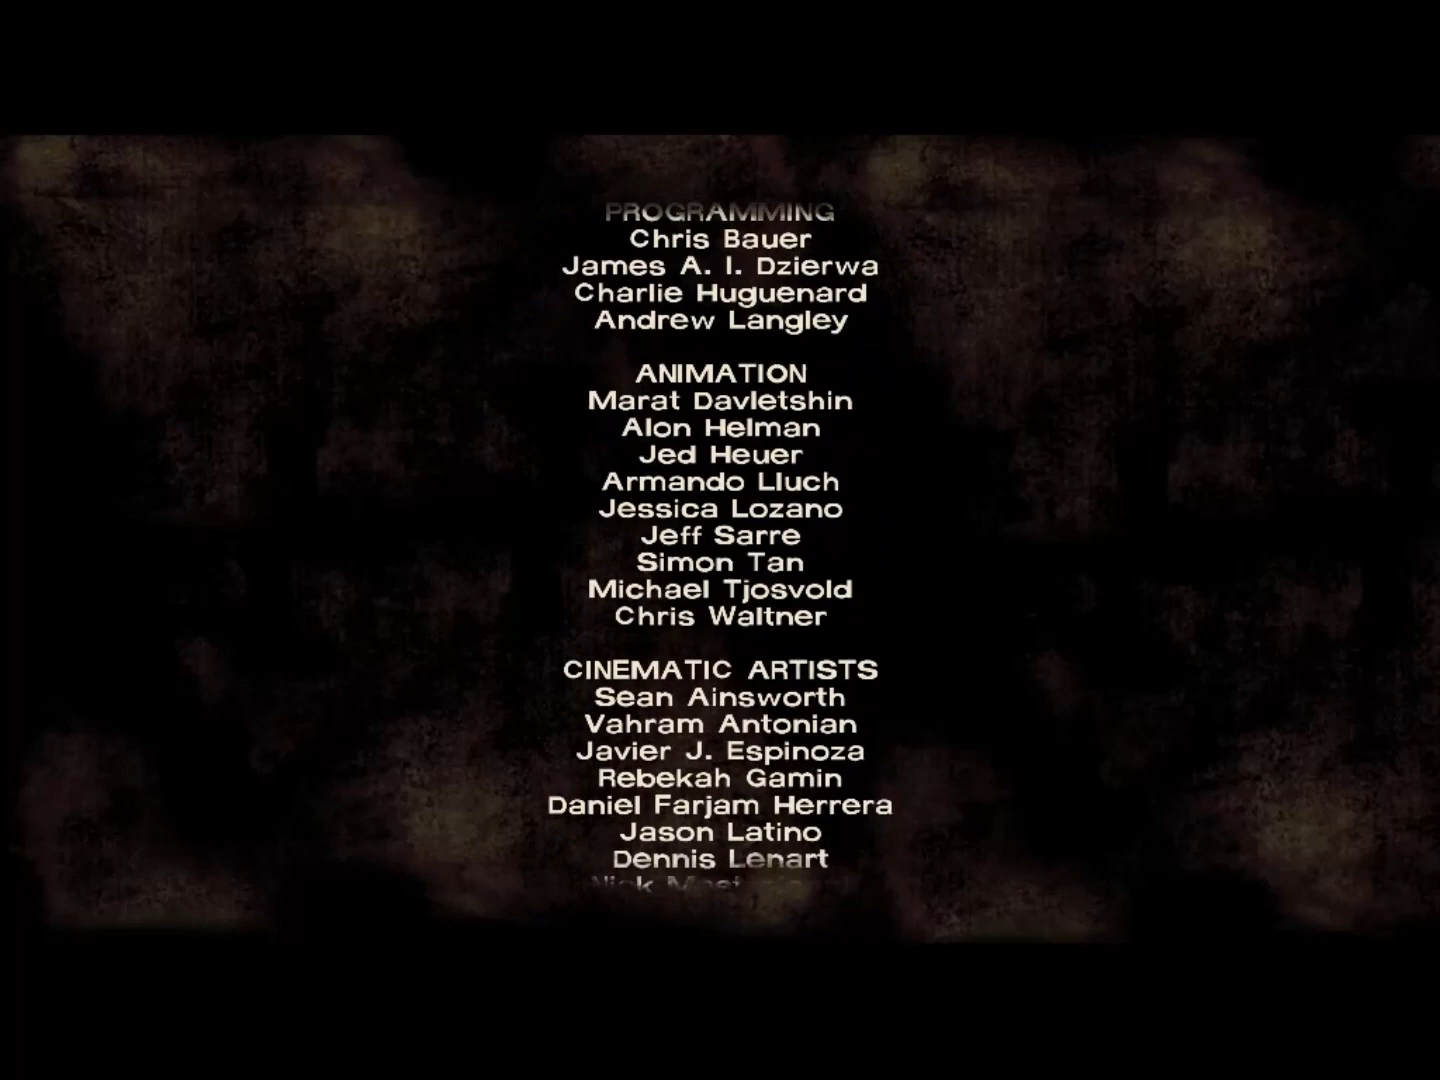 PROGRAMMING
Chris Bauer
James A. I. Dzierwa
Charlie Huguenard
Andrew Langley
ANIMATION
Marat Davletshin
Alon Helman
Jed Heuer
Armando Lluch
Jessica Lozano
Jeff Sarre
Simon Tan
Michael Tjosvold
Chris Waltner
CINEMATIC ARTISTS
Sean Ainsworth
Vahram Antonian
Javier J. Espinoza
Rebekah Gamin
Daniel Farjam Herrera
Jason Latino
Dennis Lenart
Nick